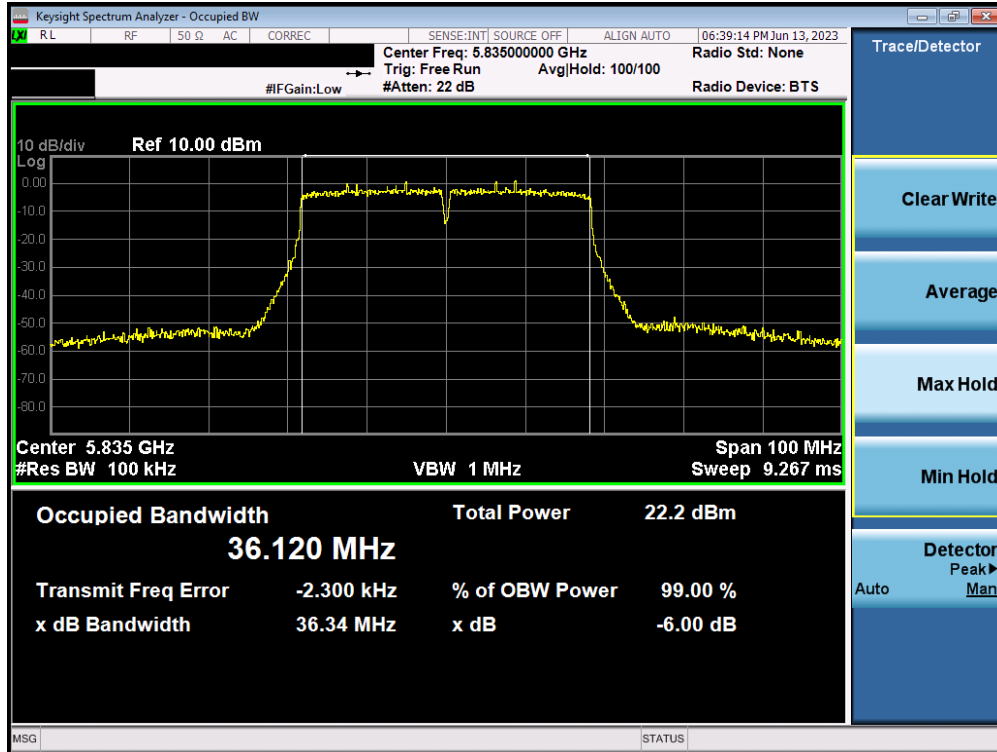 Keysight Spectrum Analyzer - Occupied BW
LXI RL RF 50 Ω AC CORREC SENSE:INT SOURCE OFF ALIGN AUTO 06:39:14 PM Jun 13, 2023
Center Freq: 5.835000000 GHz Radio Std: None
Trig: Free Run Avg|Hold: 100/100
#IFGain:Low #Atten: 22 dB Radio Device: BTS
Trace/Detector
10 dB/div Ref 10.00 dBm
Log
0.00
-10.0
-20.0
-30.0
-40.0
-50.0
-60.0
-70.0
-80.0
Center 5.835 GHz Span 100 MHz
#Res BW 100 kHz VBW 1 MHz Sweep 9.267 ms
Occupied Bandwidth Total Power 22.2 dBm
36.120 MHz
Transmit Freq Error -2.300 kHz % of OBW Power 99.00 %
x dB Bandwidth 36.34 MHz x dB -6.00 dB
Clear Write
Average
Max Hold
Min Hold
Detector
Peak▶
Auto Man
MSG STATUS